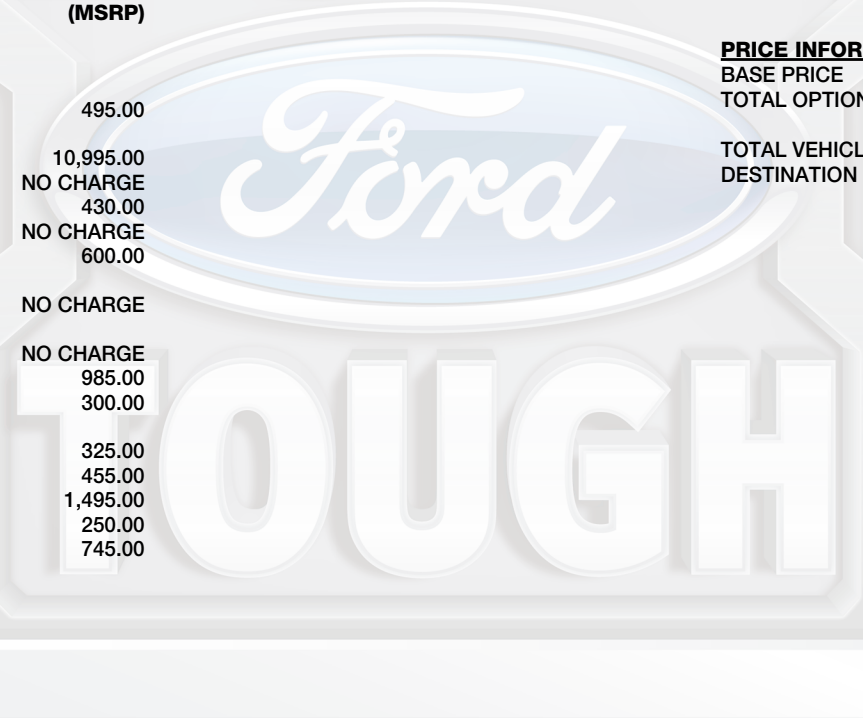 (MSRP)
495.00
10,995.00
NO CHARGE
430.00
NO CHARGE
600.00
NO CHARGE
NO CHARGE
985.00
300.00
325.00
455.00
1,495.00
250.00
745.00
PRICE INFOR
BASE PRICE
TOTAL OPTION
TOTAL VEHICL
DESTINATION
Ford
TOUGH